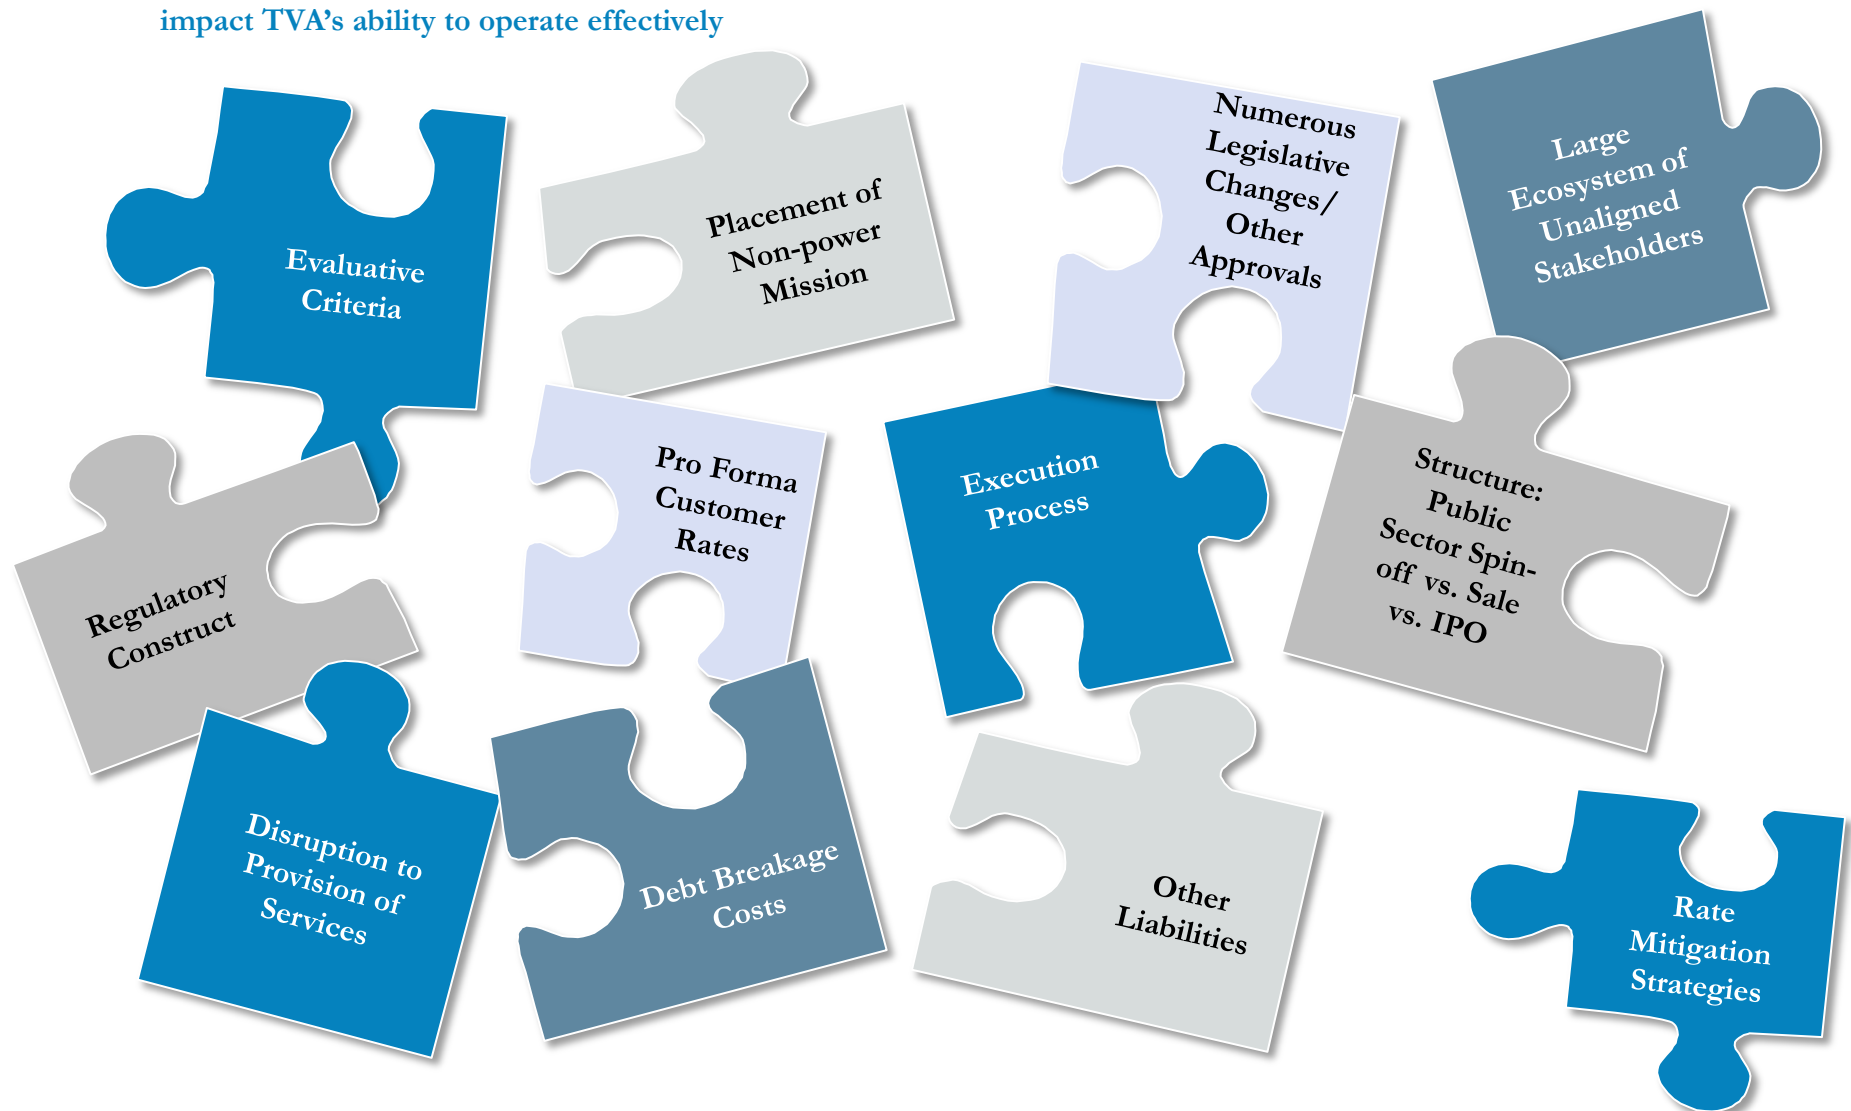 impact TVA's ability to operate effectively
Evaluative
Criteria
Placement of
Non-power
Mission
Numerous
Legislative
Changes/
Other
Approvals
Large
Ecosystem of
Unaligned
Stakeholders
Regulatory
Construct
Pro Forma
Customer
Rates
Execution
Process
Structure:
Public
Sector Spin-
off vs. Sale
vs. IPO
Disruption to
Provision of
Services
Debt Breakage
Costs
Other
Liabilities
Rate
Mitigation
Strategies